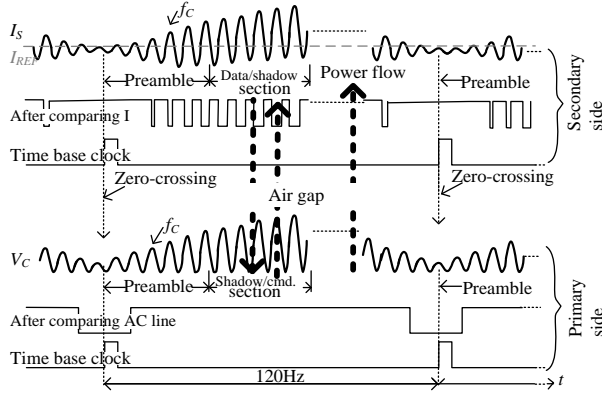 I_S
f_C
I_REF
Preamble
Data/shadow section
Power flow
Preamble
After comparing I
Time base clock
Zero-crossing
Zero-crossing
Secondary side
Air gap
f_C
V_C
Preamble
Shadow/cmd. section
Preamble
After comparing AC line
Time base clock
120Hz
t
Primary side